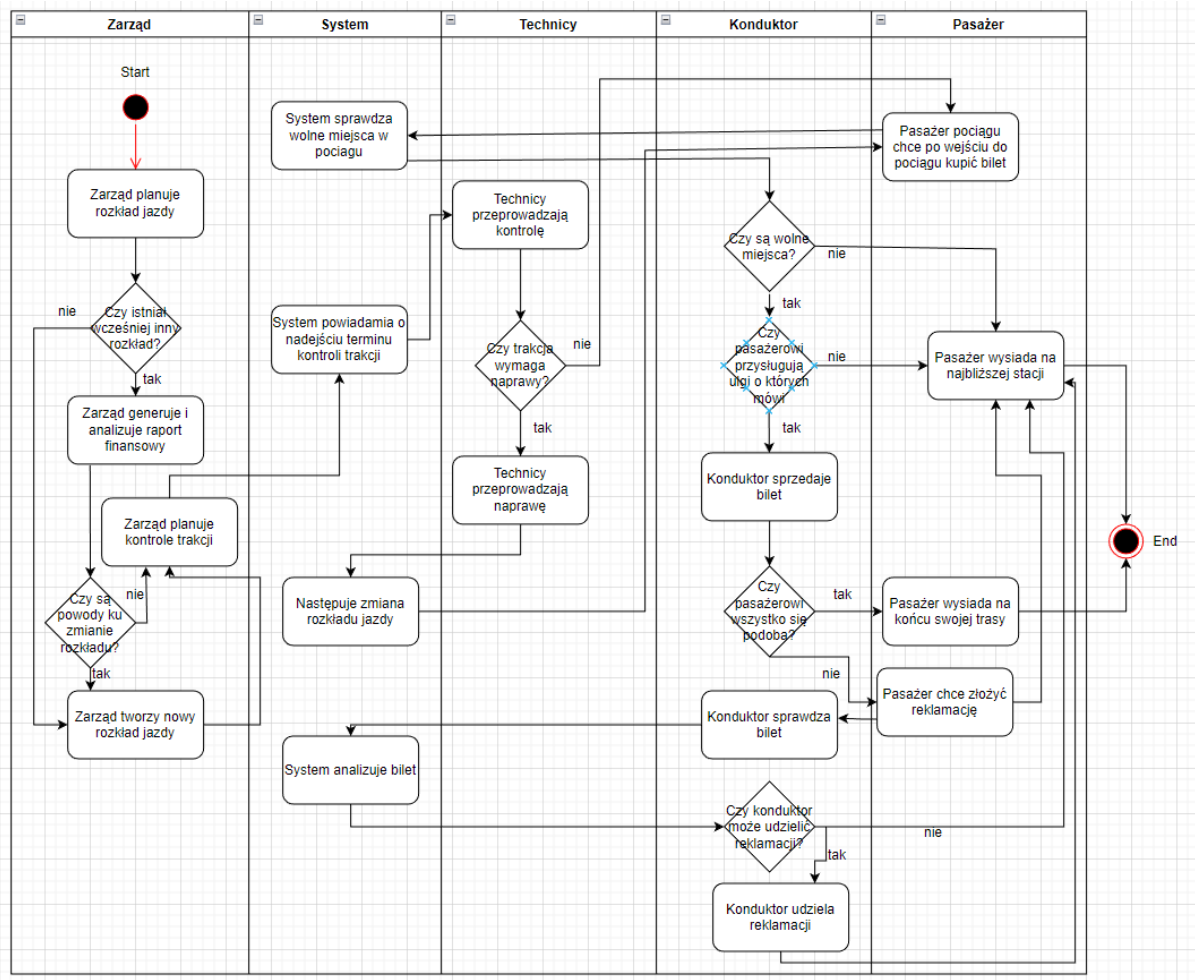 Zarząd
System
Technicy
Konduktor
Pasażer
Start
System sprawdza
wolne miejsca w
pociagu
Pasażer pociągu
chce po wejściu do
pociągu kupić bilet
Zarząd planuje
rozkład jazdy
Technicy
przeprowadzają
kontrolę
Czy są wolne
miejsca?
nie
tak
Czy istniał
wcześniej inny
rozkład?
nie
tak
System powiadamia o
nadejściu terminu
kontroli trakcji
Czy trakcja
wymaga
naprawy?
nie
tak
Czy
pasażerowi
przysługują
ulgi o których
mówi
nie
tak
Pasażer wysiada na
najbliższej stacji
Zarząd generuje i
analizuje raport
finansowy
Technicy
przeprowadzają
naprawę
Konduktor sprzedaje
bilet
Zarząd planuje
kontrole trakcji
End
Czy są
powody ku
zmianie
rozkładu?
nie
tak
Następuje zmiana
rozkładu jazdy
Czy
pasażerowi
wszystko się
podoba?
tak
nie
Pasażer wysiada na
końcu swojej trasy
Zarząd tworzy nowy
rozkład jazdy
Konduktor sprawdza
bilet
Pasażer chce złożyć
reklamację
System analizuje bilet
Czy konduktor
może udzielić
reklamacji?
nie
tak
Konduktor udziela
reklamacji